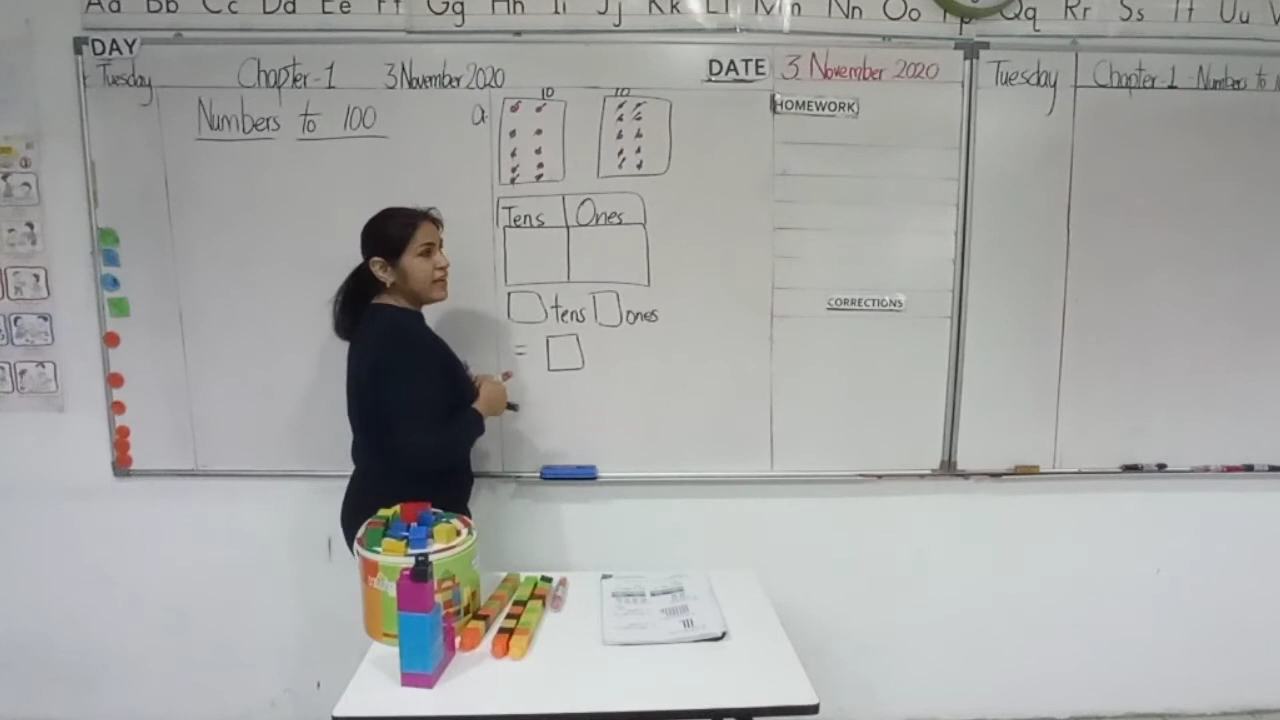 Aa Bb Cc Dd Ee Ff Gg Hh Ii Jj Kk Ll Mm Nn Oo Pp Qq Rr Ss Tt Uu
DAY
Tuesday Chapter-1 3 November 2020 DATE 3 November 2020
Numbers to 100
a. 10 10
HOMEWORK
Tens Ones
tens ones
=
CORRECTIONS
Tuesday Chapter 1 Numbers to